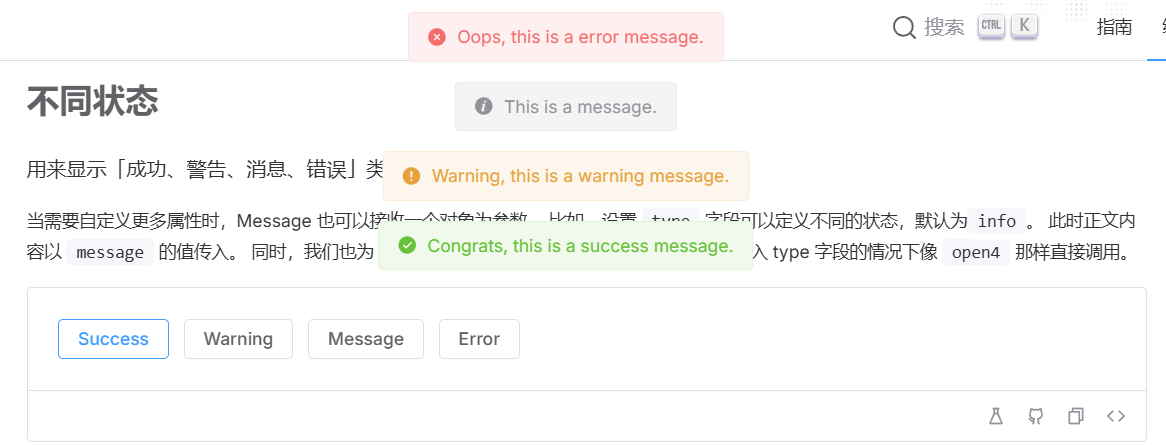 Oops, this is a error message.
搜索 CTRL K 指南
不同状态
This is a message.
用来显示「成功、警告、消息、错误」类
Warning, this is a warning message.
当需要自定义更多属性时，Message 也可以接收一个对象为参数。 比如，设置 type 字段可以定义不同的状态，默认为 info 。 此时正文内
容以 message 的值传入。 同时，我们也为
Congrats, this is a success message.
入 type 字段的情况下像 open4 那样直接调用。
Success Warning Message Error